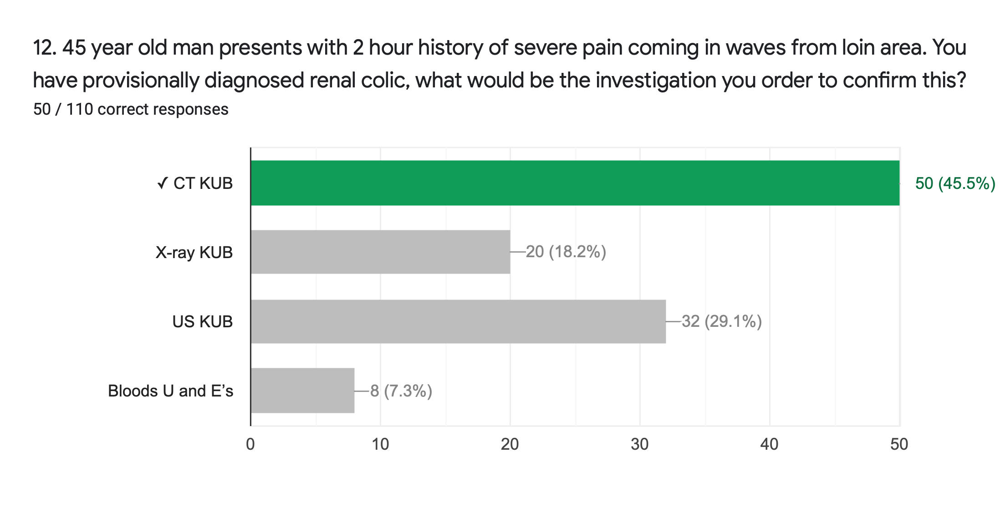 12. 45 year old man presents with 2 hour history of severe pain coming in waves from loin area. You
have provisionally diagnosed renal colic, what would be the investigation you order to confirm this?
50 / 110 correct responses
✓ CT KUB
50 (45.5%)
X-ray KUB
20 (18.2%)
US KUB
32 (29.1%)
Bloods U and E’s
8 (7.3%)
0 10 20 30 40 50